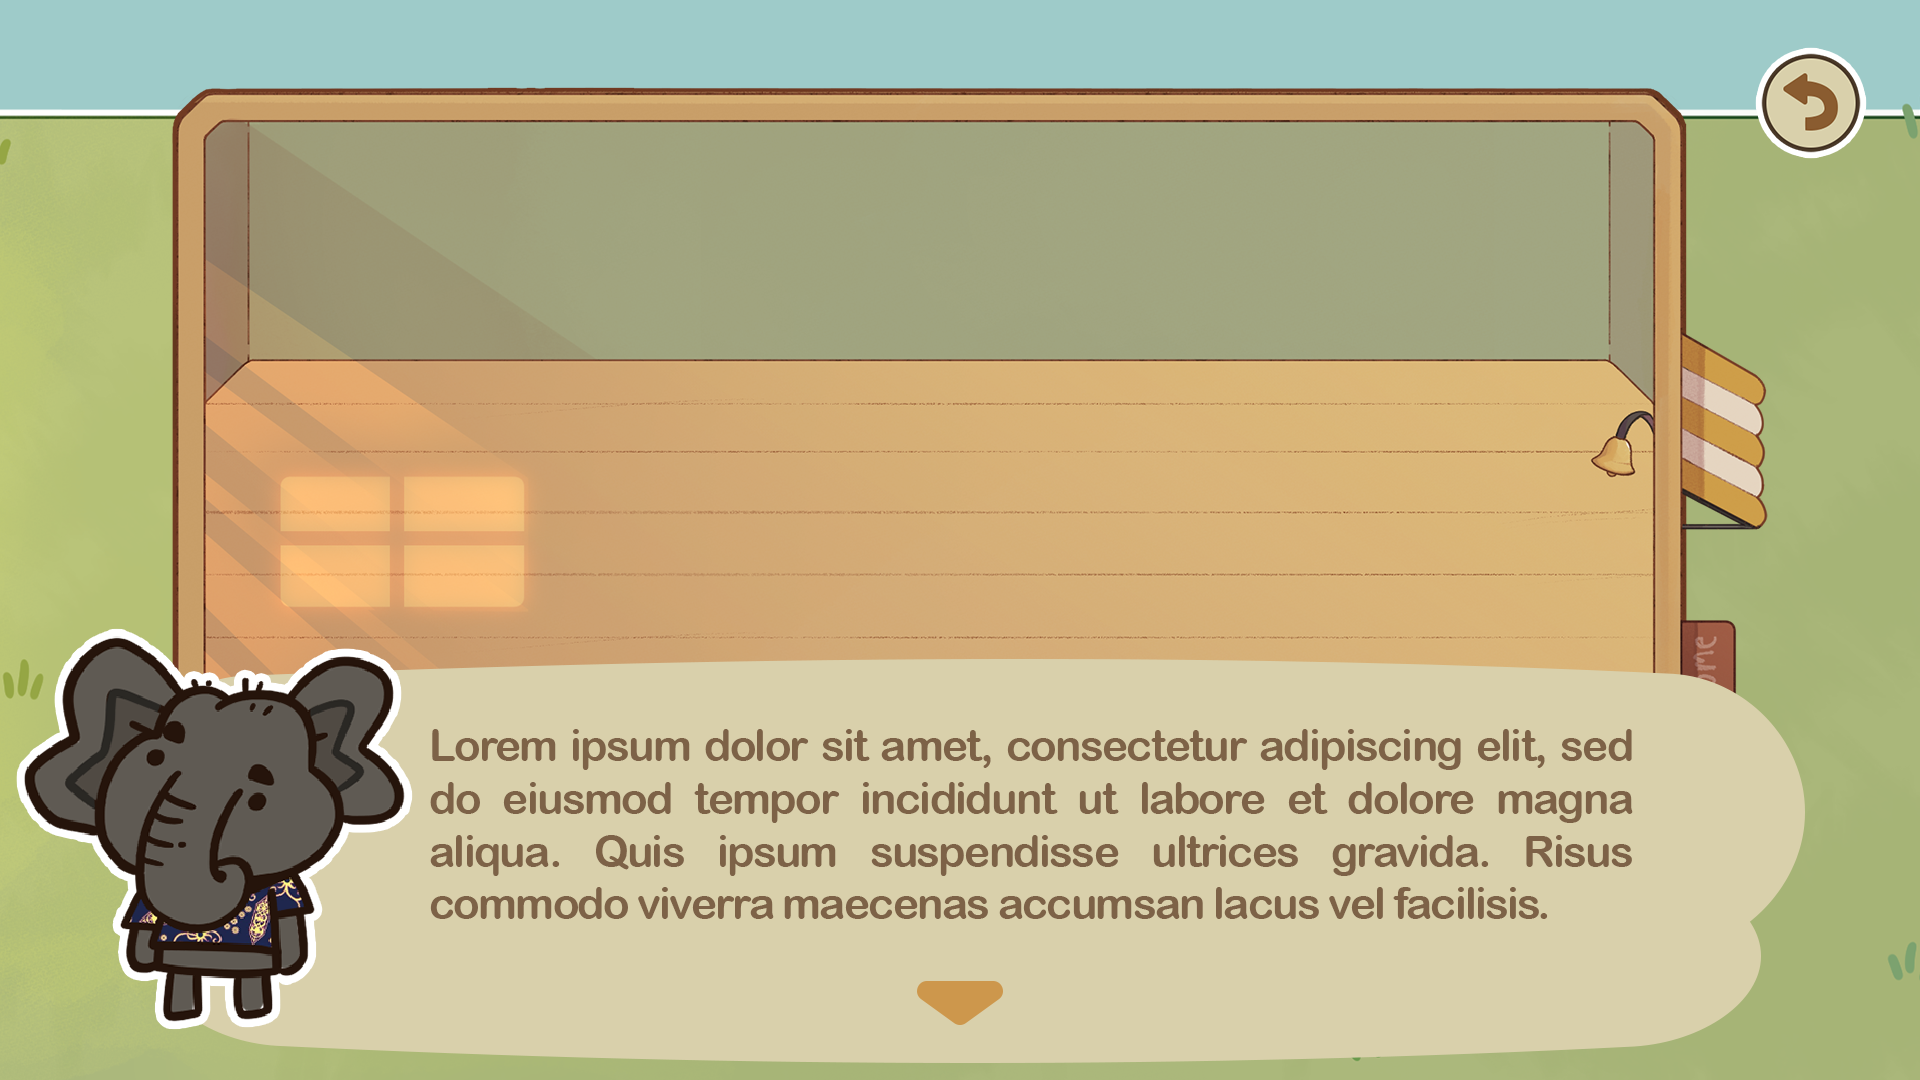 Lorem ipsum dolor sit amet, consectetur adipiscing elit, sed
do eiusmod tempor incididunt ut labore et dolore magna
aliqua. Quis ipsum suspendisse ultrices gravida. Risus
commodo viverra maecenas accumsan lacus vel facilisis.